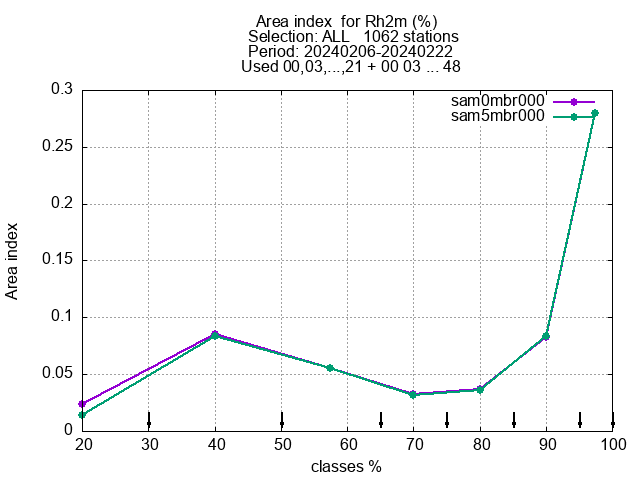 Area index  for Rh2m (%)
Selection: ALL   1062 stations
Period: 20240206-20240222
Used 00,03,...,21 + 00 03 ... 48
sam0mbr000
sam5mbr000
0.3
0.25
0.2
0.15
0.1
0.05
0
Area index
20 30 40 50 60 70 80 90 100
classes %